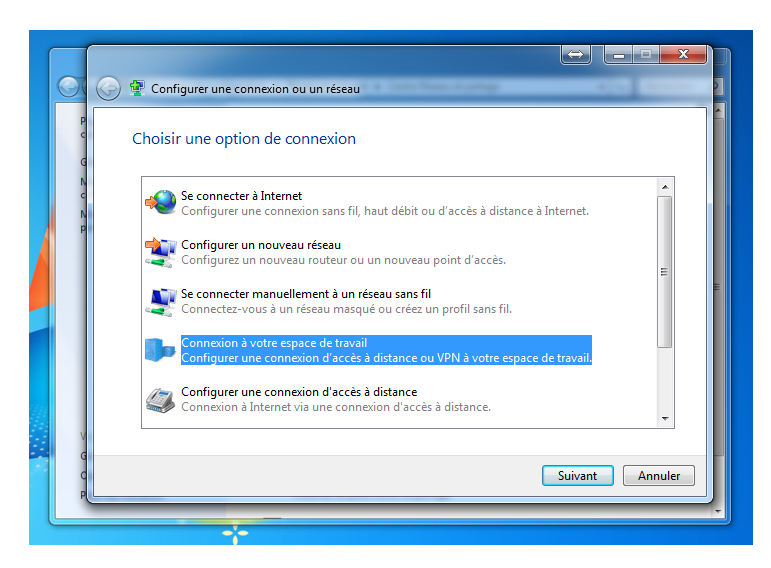 Configurer une connexion ou un réseau
Choisir une option de connexion
Se connecter à Internet
Configurer une connexion sans fil, haut débit ou d'accès à distance à Internet.
Configurer un nouveau réseau
Configurez un nouveau routeur ou un nouveau point d'accès.
Se connecter manuellement à un réseau sans fil
Connectez-vous à un réseau masqué ou créez un profil sans fil.
Connexion à votre espace de travail
Configurer une connexion d'accès à distance ou VPN à votre espace de travail.
Configurer une connexion d'accès à distance
Connexion à Internet via une connexion d'accès à distance.
Suivant
Annuler